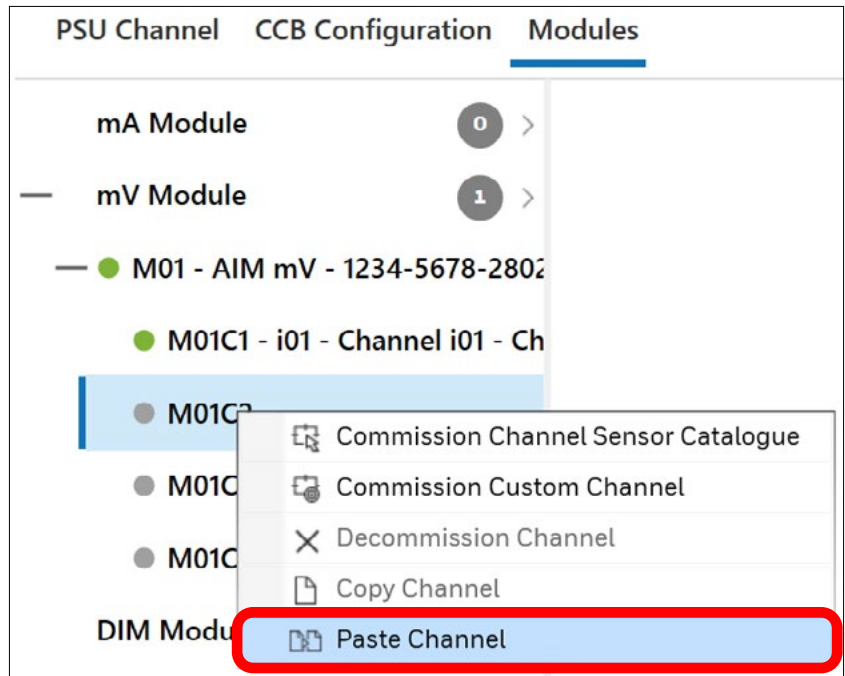 PSU Channel CCB Configuration Modules
mA Module 0
mV Module 1
M01 - AIM mV - 1234-5678-2802
M01C1 - i01 - Channel i01 - Ch
M01C2
Commission Channel Sensor Catalogue
M01C Commission Custom Channel
Decommission Channel
M01C
Copy Channel
DIM Modu Paste Channel